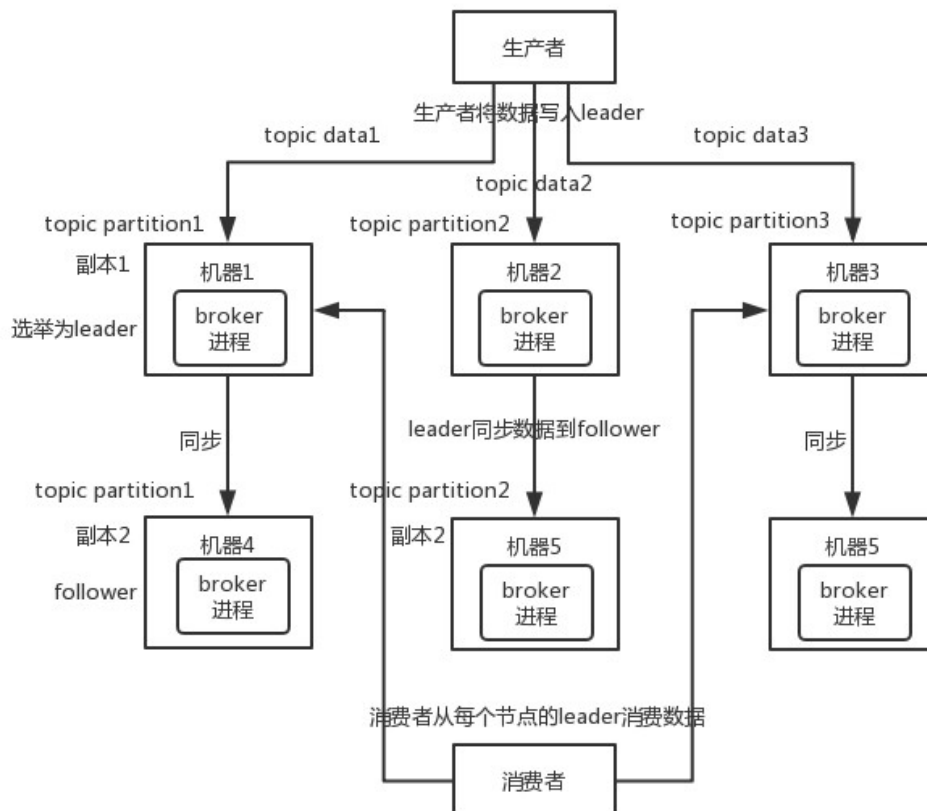 生产者
生产者将数据写入leader
topic data1
topic data3
topic data2
topic partition1
topic partition2
topic partition3
副本1
机器1
机器2
机器3
选举为leader
broker
进程
broker
进程
broker
进程
同步
leader同步数据到follower
同步
topic partition1
topic partition2
副本2
机器4
副本2
机器5
机器5
follower
broker
进程
broker
进程
broker
进程
消费者从每个节点的leader消费数据
消费者